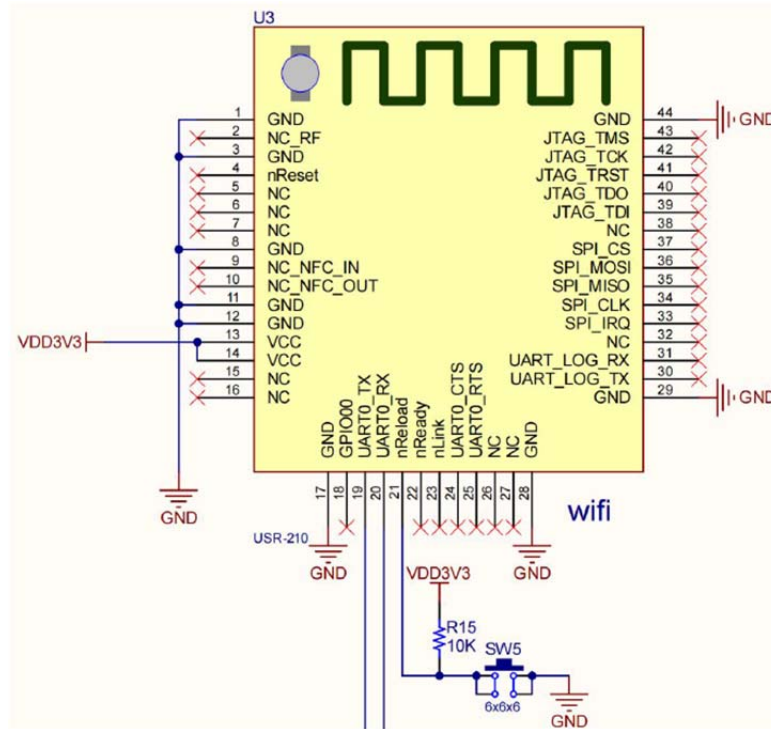 U3
1 GND
2 NC_RF
3 GND
4 nReset
5 NC
6 NC
7 NC
8 GND
9 NC_NFC_IN
10 NC_NFC_OUT
11 GND
12 GND
VDD3V3 13 VCC
14 VCC
15 NC
16 NC
GND 44 GND
JTAG_TMS 43
JTAG_TCK 42
JTAG_TRST 41
JTAG_TDO 40
JTAG_TDI 39
NC 38
SPI_CS 37
SPI_MOSI 36
SPI_MISO 35
SPI_CLK 34
SPI_IRQ 33
NC 32
UART_LOG_RX 31
UART_LOG_TX 30
GND 29 GND
GND 17
GPIO00 18
UART0_TX 19
UART0_RX 20
nReload 21
nReady 22
nLink 23
UART0_CTS 24
UART0_RTS 25
NC 26
NC 27
GND 28
GND
wifi
USR-210
GND
GND
VDD3V3
R15
10K
SW5
6x6x6
GND